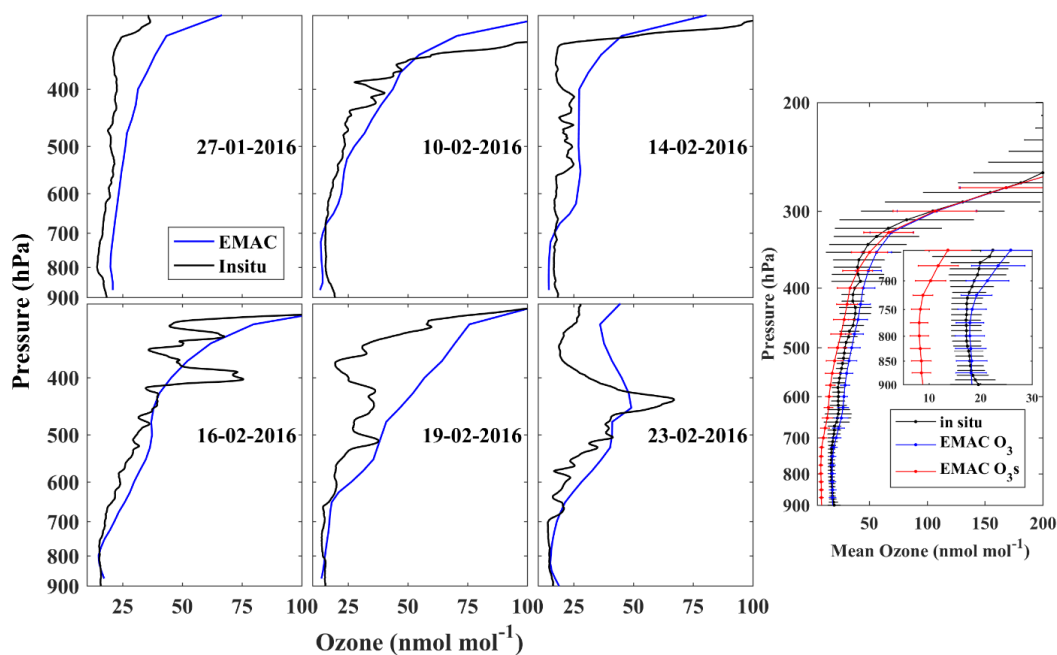 400
500
600
700
800
900
27-01-2016
EMAC
Insitu
10-02-2016
14-02-2016
400
500
600
700
800
900
16-02-2016
19-02-2016
23-02-2016
25 50 75 100
25 50 75 100
25 50 75 100
Pressure (hPa)
Ozone (nmol mol-1)
200
300
400
500
600
700
800
900
Pressure (hPa)
700
750
800
850
900
10 20 30
in situ
EMAC O3
EMAC O3s
50 100 150 200
Mean Ozone (nmol mol-1)